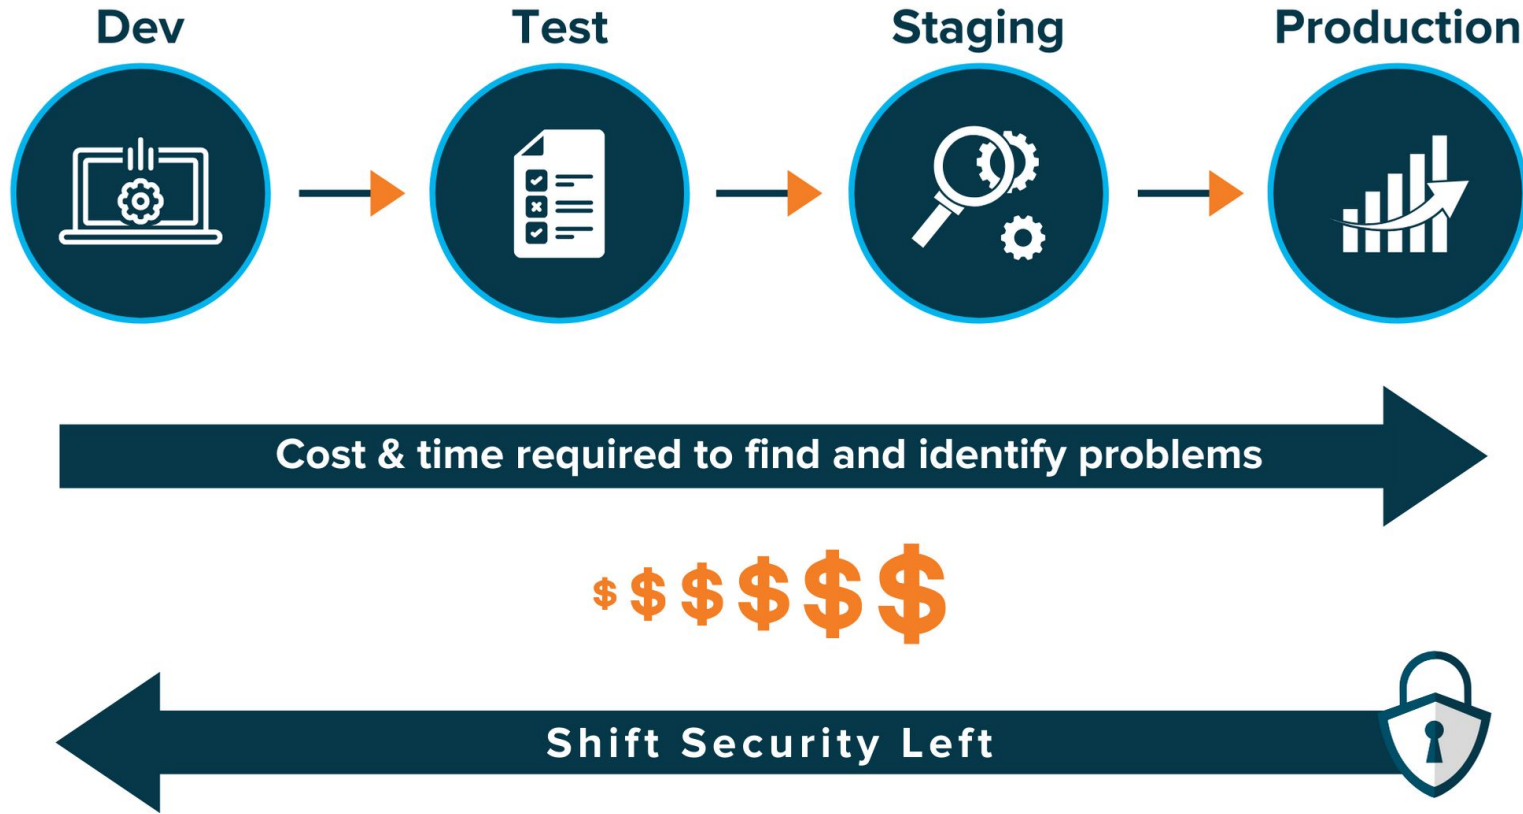 Dev
Test
Staging
Production
Cost & time required to find and identify problems
$ $ $ $ $ $
Shift Security Left